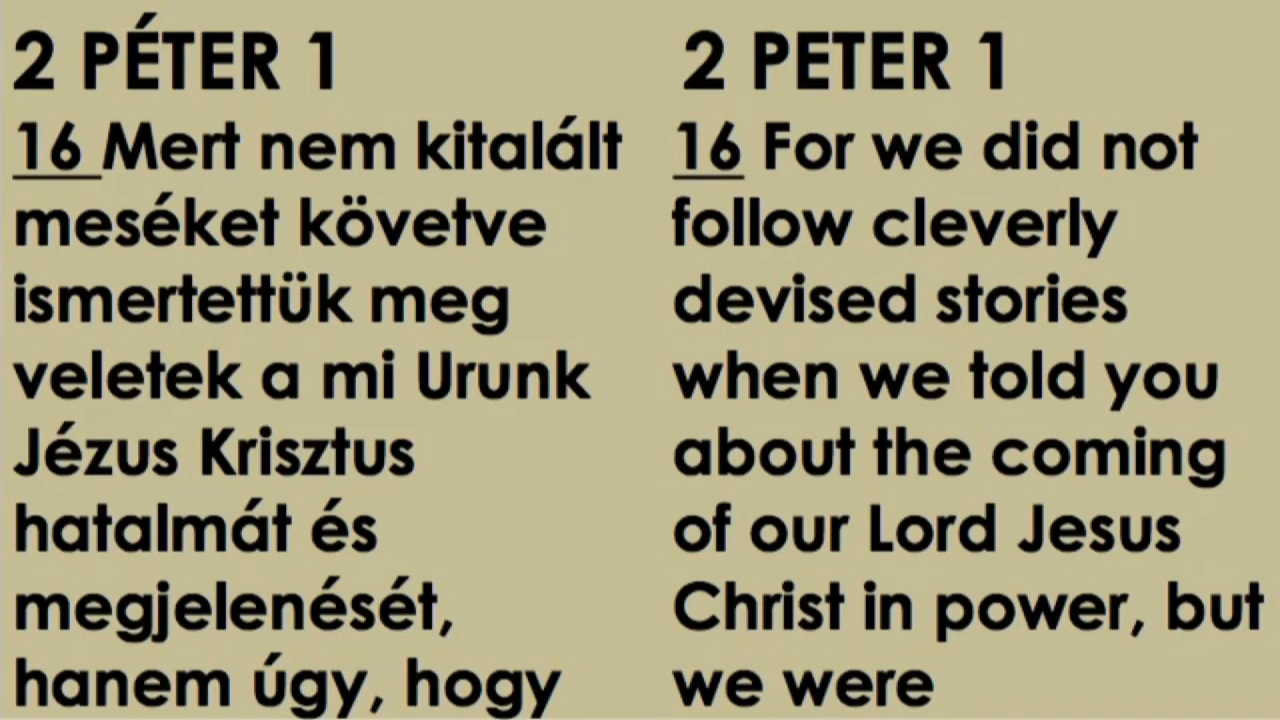 2 PÉTER 1
16 Mert nem kitalált
meséket követve
ismertettük meg
veletek a mi Urunk
Jézus Krisztus
hatalmát és
megjelenését,
hanem úgy, hogy
2 PETER 1
16 For we did not
follow cleverly
devised stories
when we told you
about the coming
of our Lord Jesus
Christ in power, but
we were